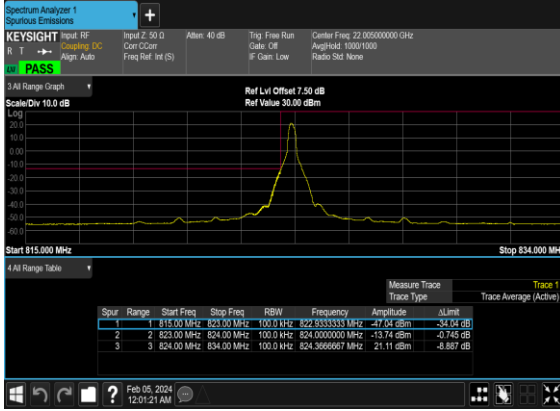 Spectrum Analyzer 1
Spurious Emissions
+
KEYSIGHT Input: RF Input Z: 50 Ω Atten: 40 dB Trig: Free Run Center Freq: 22.005000000 GHz
R T Coupling: DC Corr CCorr Gate: Off Avg|Hold: 1000/1000
Align: Auto Freq Ref: Int (S) IF Gain: Low Radio Std: None
PASS
3 All Range Graph
Ref Lvl Offset 7.50 dB
Scale/Div 10.0 dB Ref Value 30.00 dBm
Log
20.0
10.0
0.00
-10.0
-20.0
-30.0
-40.0
-50.0
-60.0
Start 815.000 MHz Stop 834.000 MH
4 All Range Table
Measure Trace Trace 1
Trace Type Trace Average (Active)
Spur Range Start Freq Stop Freq RBW Frequency Amplitude ΔLimit
1 1 815.00 MHz 823.00 MHz 100.0 kHz 822.9333333 MHz -47.04 dBm -34.04 dB
2 2 823.00 MHz 824.00 MHz 100.0 kHz 824.0000000 MHz -13.74 dBm -0.745 dB
3 3 824.00 MHz 834.00 MHz 100.0 kHz 824.3666667 MHz 21.11 dBm -8.887 dB
? Feb 05, 2024
12:01:21 AM